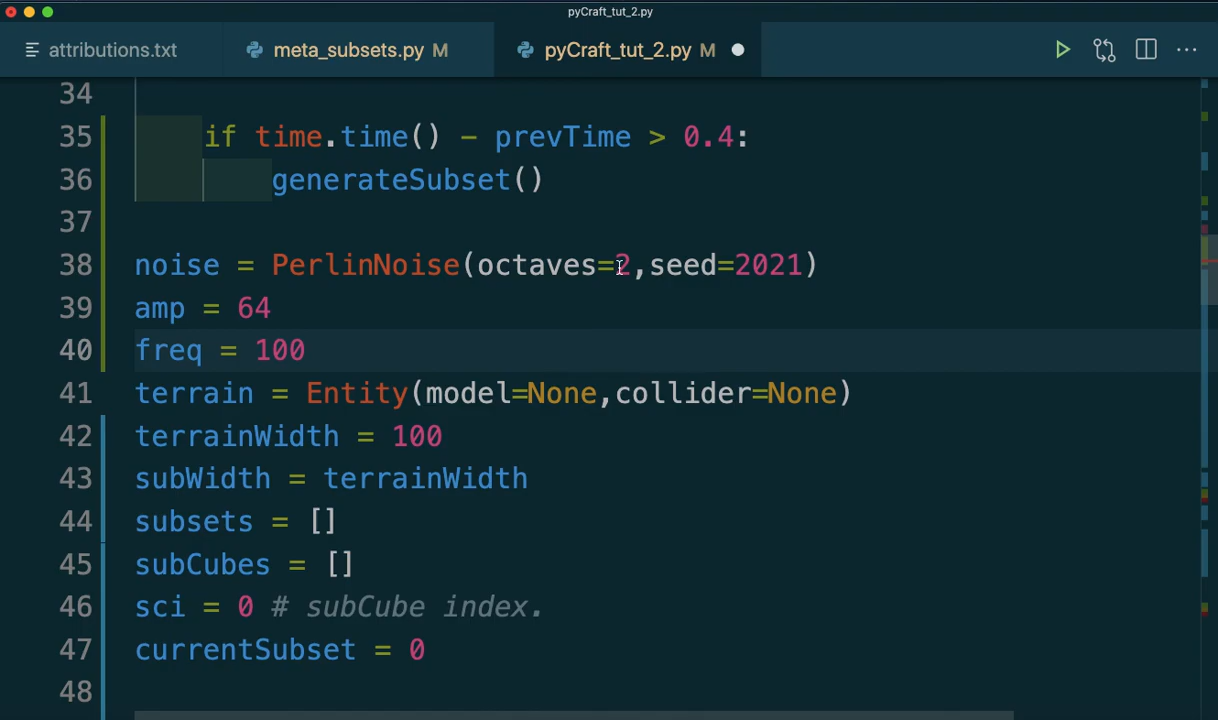 pyCraft_tut_2.py
attributions.txt meta_subsets.py M pyCraft_tut_2.py M
34
35 if time.time() - prevTime > 0.4:
36 generateSubset()
37
38 noise = PerlinNoise(octaves=2,seed=2021)
39 amp = 64
40 freq = 100
41 terrain = Entity(model=None,collider=None)
42 terrainWidth = 100
43 subWidth = terrainWidth
44 subsets = []
45 subCubes = []
46 sci = 0 # subCube index.
47 currentSubset = 0
48